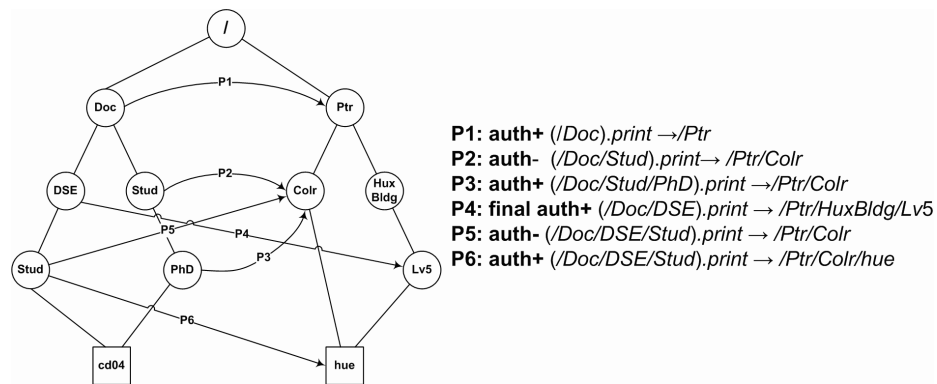 /
P1
Doc
Ptr
P1: auth+ (/Doc).print →/Ptr
P2: auth- (/Doc/Stud).print→ /Ptr/Colr
P3: auth+ (/Doc/Stud/PhD).print →/Ptr/Colr
P4: final auth+ (/Doc/DSE).print → /Ptr/HuxBldg/Lv5
P5: auth- (/Doc/DSE/Stud).print → /Ptr/Colr
P6: auth+ (/Doc/DSE/Stud).print → /Ptr/Colr/hue
P2
DSE
Stud
Colr
Hux
Bldg
P5
P4
P3
Stud
PhD
Lv5
P6
cd04
hue